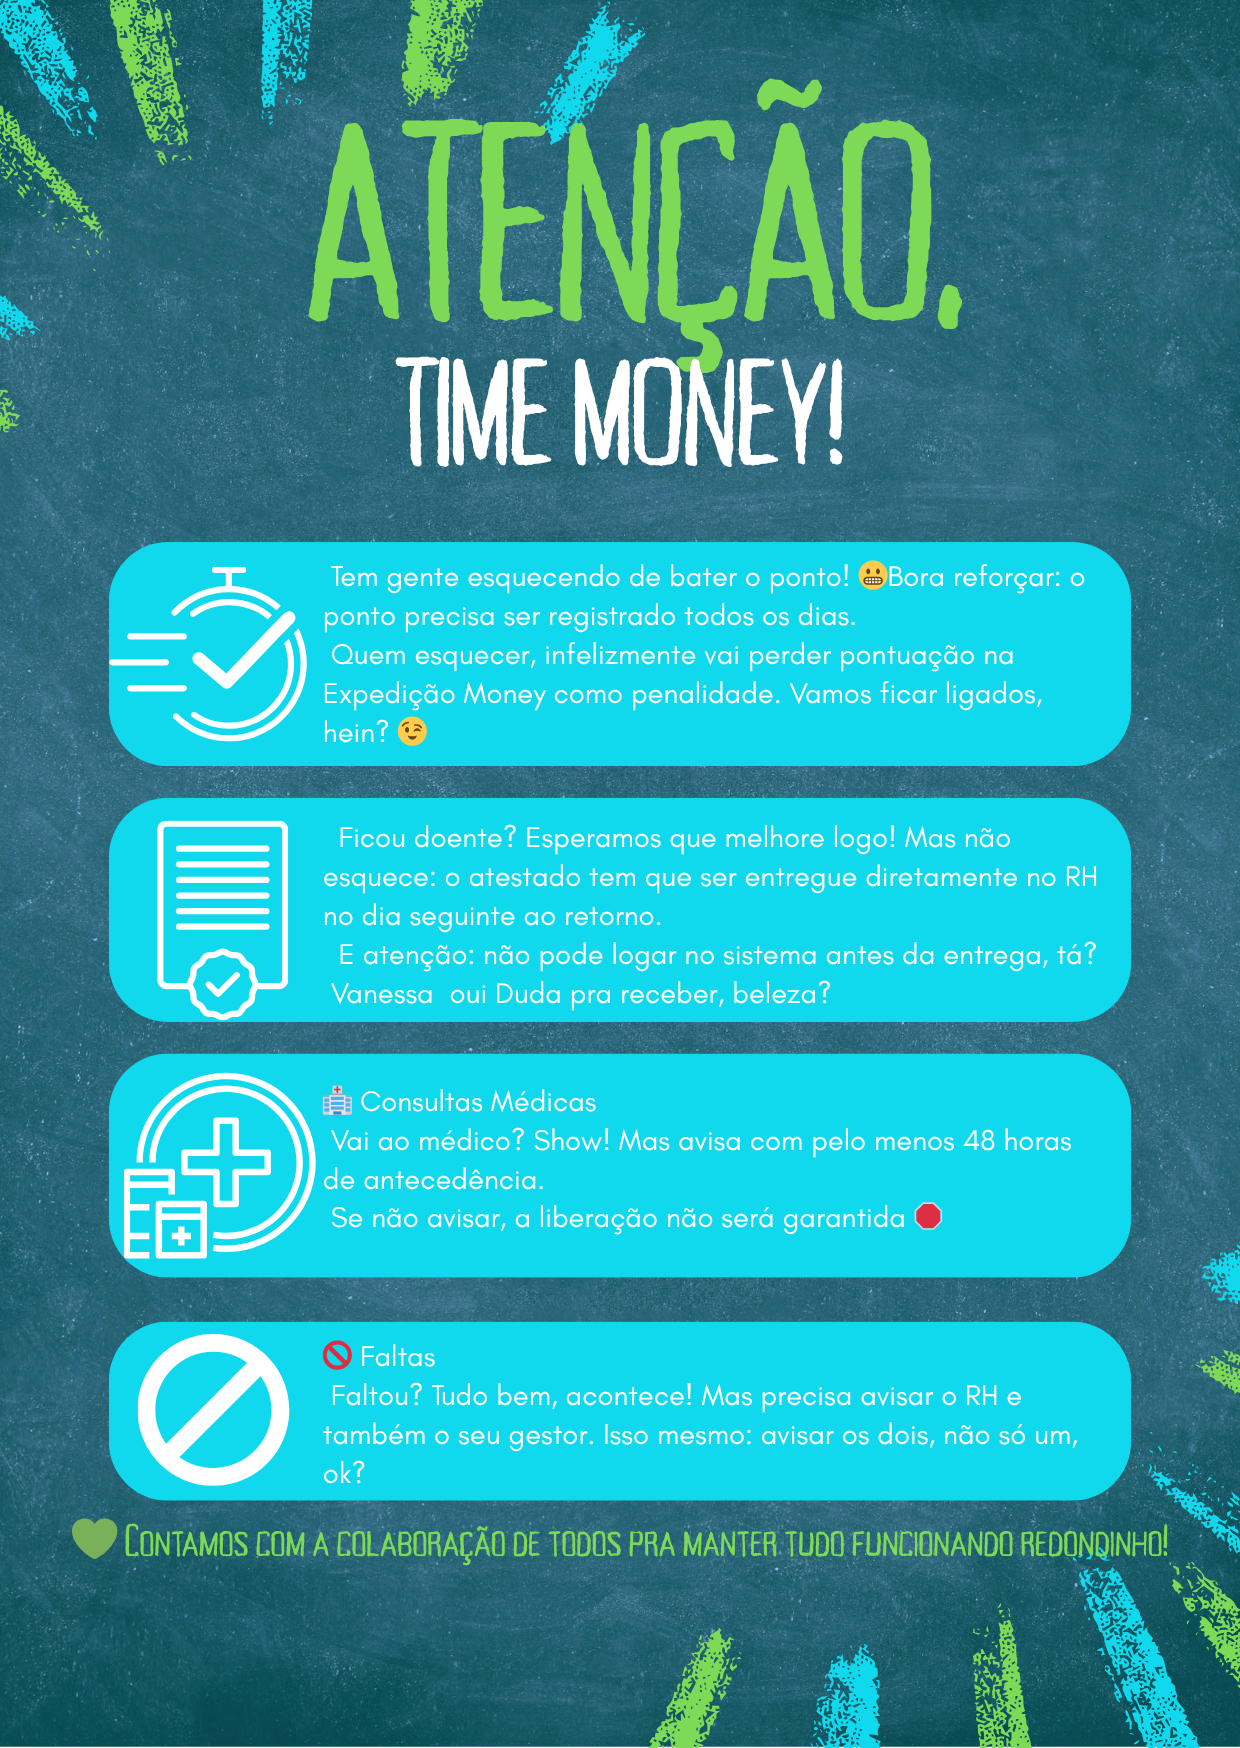 ATENÇÃO,
TIME MONEY!
Tem gente esquecendo de bater o ponto! 😬Bora reforçar: o
ponto precisa ser registrado todos os dias.
Quem esquecer, infelizmente vai perder pontuação na
Expedição Money como penalidade. Vamos ficar ligados,
hein? 😉
Ficou doente? Esperamos que melhore logo! Mas não
esquece: o atestado tem que ser entregue diretamente no RH
no dia seguinte ao retorno.
E atenção: não pode logar no sistema antes da entrega, tá?
Vanessa  oui Duda pra receber, beleza?
🏥 Consultas Médicas
Vai ao médico? Show! Mas avisa com pelo menos 48 horas
de antecedência.
Se não avisar, a liberação não será garantida 🛑
🚫 Faltas
Faltou? Tudo bem, acontece! Mas precisa avisar o RH e
também o seu gestor. Isso mesmo: avisar os dois, não só um,
ok?
💚 CONTAMOS COM A COLABORAÇÃO DE TODOS PRA MANTER TUDO FUNCIONANDO REDONDINHO!